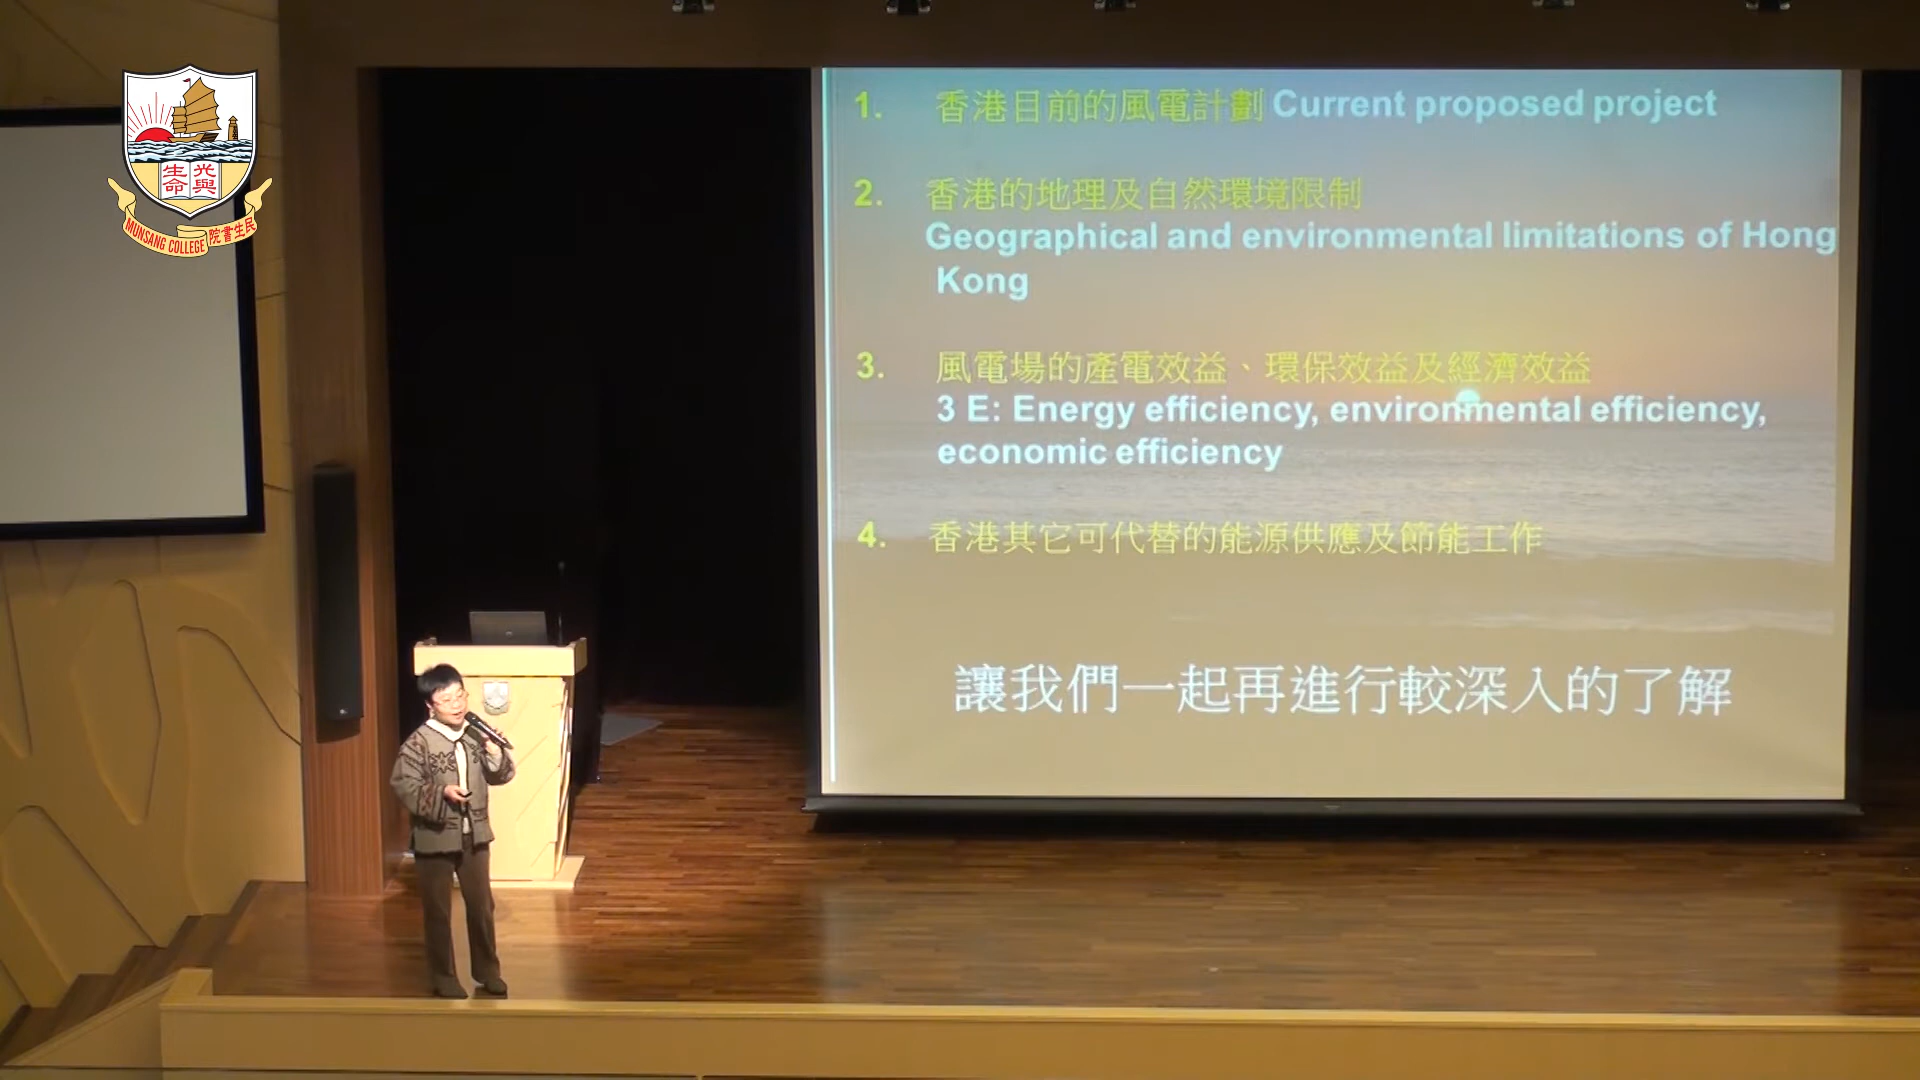 光與
生命
MUNSANG COLLEGE 民生書院
1. 香港目前的風電計劃 Current proposed project
2. 香港的地理及自然環境限制
Geographical and environmental limitations of Hong
Kong
3. 風電場的產電效益、環保效益及經濟效益
3 E: Energy efficiency, environmental efficiency,
economic efficiency
4. 香港其它可代替的能源供應及節能工作
讓我們一起再進行較深入的了解